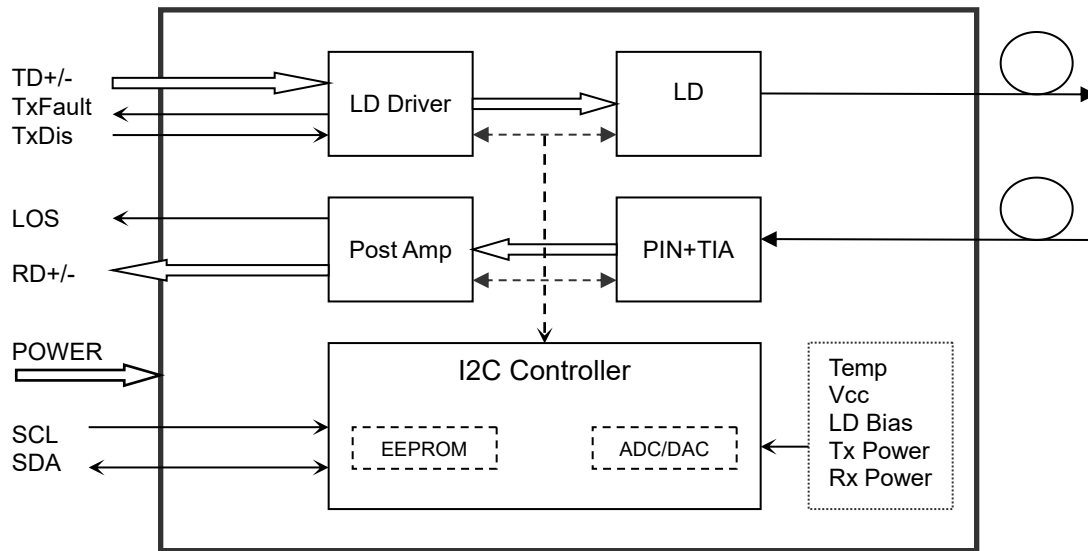 TD+/-
TxFault
TxDis
LD Driver
LD
LOS
RD+/-
Post Amp
PIN+TIA
POWER
SCL
SDA
I2C Controller
EEPROM
ADC/DAC
Temp
Vcc
LD Bias
Tx Power
Rx Power